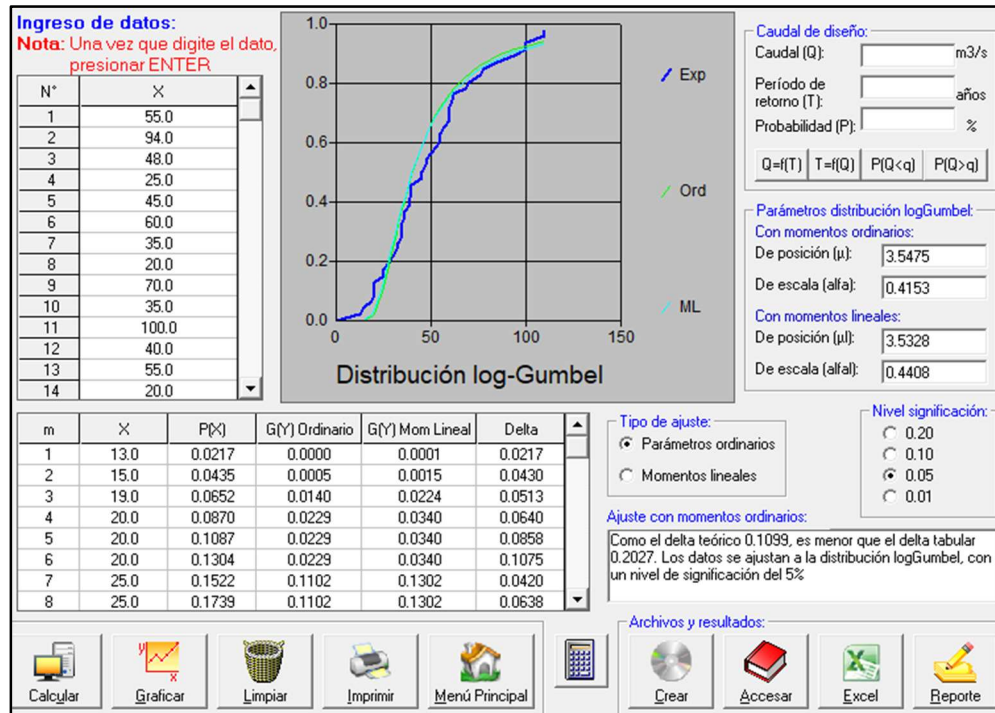 Ingreso de datos:
Nota: Una vez que digite el dato,
presionar ENTER
N° X
1 55.0
2 94.0
3 48.0
4 25.0
5 45.0
6 60.0
7 35.0
8 20.0
9 70.0
10 35.0
11 100.0
12 40.0
13 55.0
14 20.0
1.0
0.8
0.6
0.4
0.2
0.0
0 50 100 150
Exp
Ord
ML
Distribución log-Gumbel
Caudal de diseño:
Caudal (Q): m3/s
Período de
retorno (T): años
Probabilidad (P): %
Q=f(T) T=f(Q) P(Q<q) P(Q>q)
Parámetros distribución logGumbel:
Con momentos ordinarios:
De posición (µ): 3.5475
De escala (alfa): 0.4153
Con momentos lineales:
De posición (µl): 3.5328
De escala (alfal): 0.4408
m X P(X) G(Y) Ordinario G(Y) Mom Lineal Delta
1 13.0 0.0217 0.0000 0.0001 0.0217
2 15.0 0.0435 0.0005 0.0015 0.0430
3 19.0 0.0652 0.0140 0.0224 0.0513
4 20.0 0.0870 0.0229 0.0340 0.0640
5 20.0 0.1087 0.0229 0.0340 0.0858
6 20.0 0.1304 0.0229 0.0340 0.1075
7 25.0 0.1522 0.1102 0.1302 0.0420
8 25.0 0.1739 0.1102 0.1302 0.0638
Tipo de ajuste:
Parámetros ordinarios
Momentos lineales
Nivel significación:
0.20
0.10
0.05
0.01
Ajuste con momentos ordinarios:
Como el delta teórico 0.1099, es menor que el delta tabular
0.2027. Los datos se ajustan a la distribución logGumbel, con
un nivel de significación del 5%
Calcular Graficar Limpiar Imprimir Menú Principal
Archivos y resultados:
Crear Accesar Excel Reporte